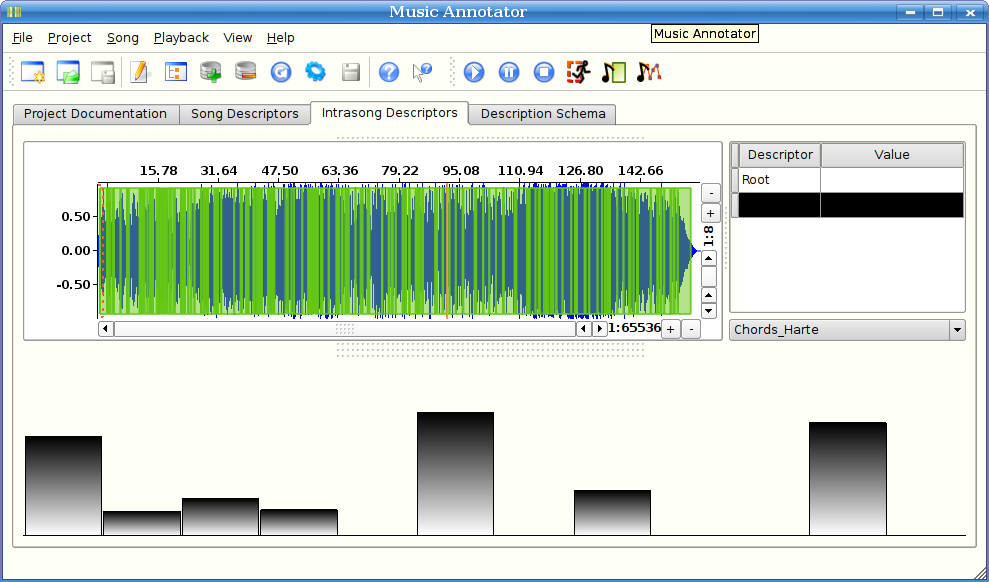 Music Annotator
File Project Song Playback View Help
Music Annotator
Project Documentation Song Descriptors Intrasong Descriptors Description Schema
15.78 31.64 47.50 63.36 79.22 95.08 110.94 126.80 142.66
0.50
0.00
-0.50
-
+
1:8
1:65536 + -
Descriptor Value
Root
Chords_Harte